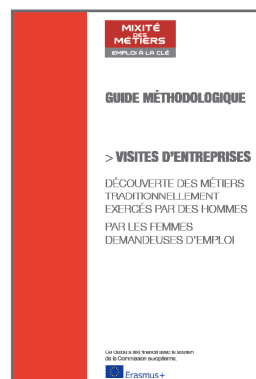 MIXITÉ
DES
MÉTIERS
EMPLOI À LA CLÉ
GUIDE MÉTHODOLOGIQUE
> VISITES D'ENTREPRISES
DÉCOUVERTE DES MÉTIERS
TRADITIONNELLEMENT
EXERCÉS PAR DES HOMMES
PAR LES FEMMES
DEMANDEUSES D'EMPLOI
Ce Guide a été financé avec le soutien
de la Commission européenne.
Erasmus+